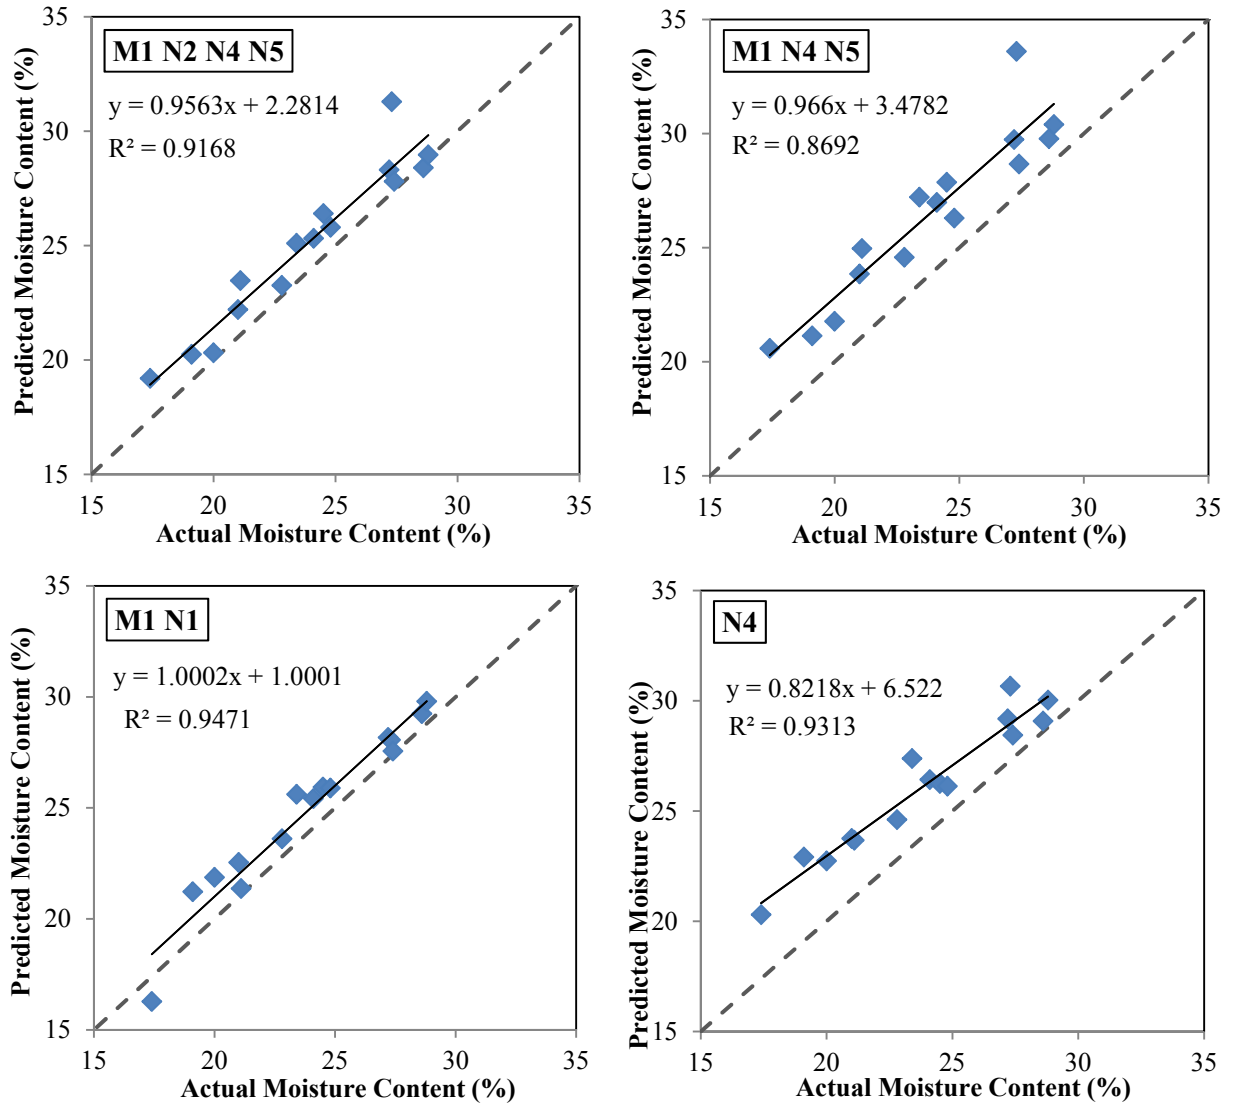 M1 N2 N4 N5
y = 0.9563x + 2.2814
R² = 0.9168
Predicted Moisture Content (%)
35
30
25
20
15
15 20 25 30 35
Actual Moisture Content (%)
M1 N4 N5
y = 0.966x + 3.4782
R² = 0.8692
Predicted Moisture Content (%)
35
30
25
20
15
15 20 25 30 35
Actual Moisture Content (%)
M1 N1
y = 1.0002x + 1.0001
R² = 0.9471
Predicted Moisture Content (%)
35
30
25
20
15
15 20 25 30 35
Actual Moisture Content (%)
N4
y = 0.8218x + 6.522
R² = 0.9313
Predicted Moisture Content (%)
35
30
25
20
15
15 20 25 30 35
Actual Moisture Content (%)